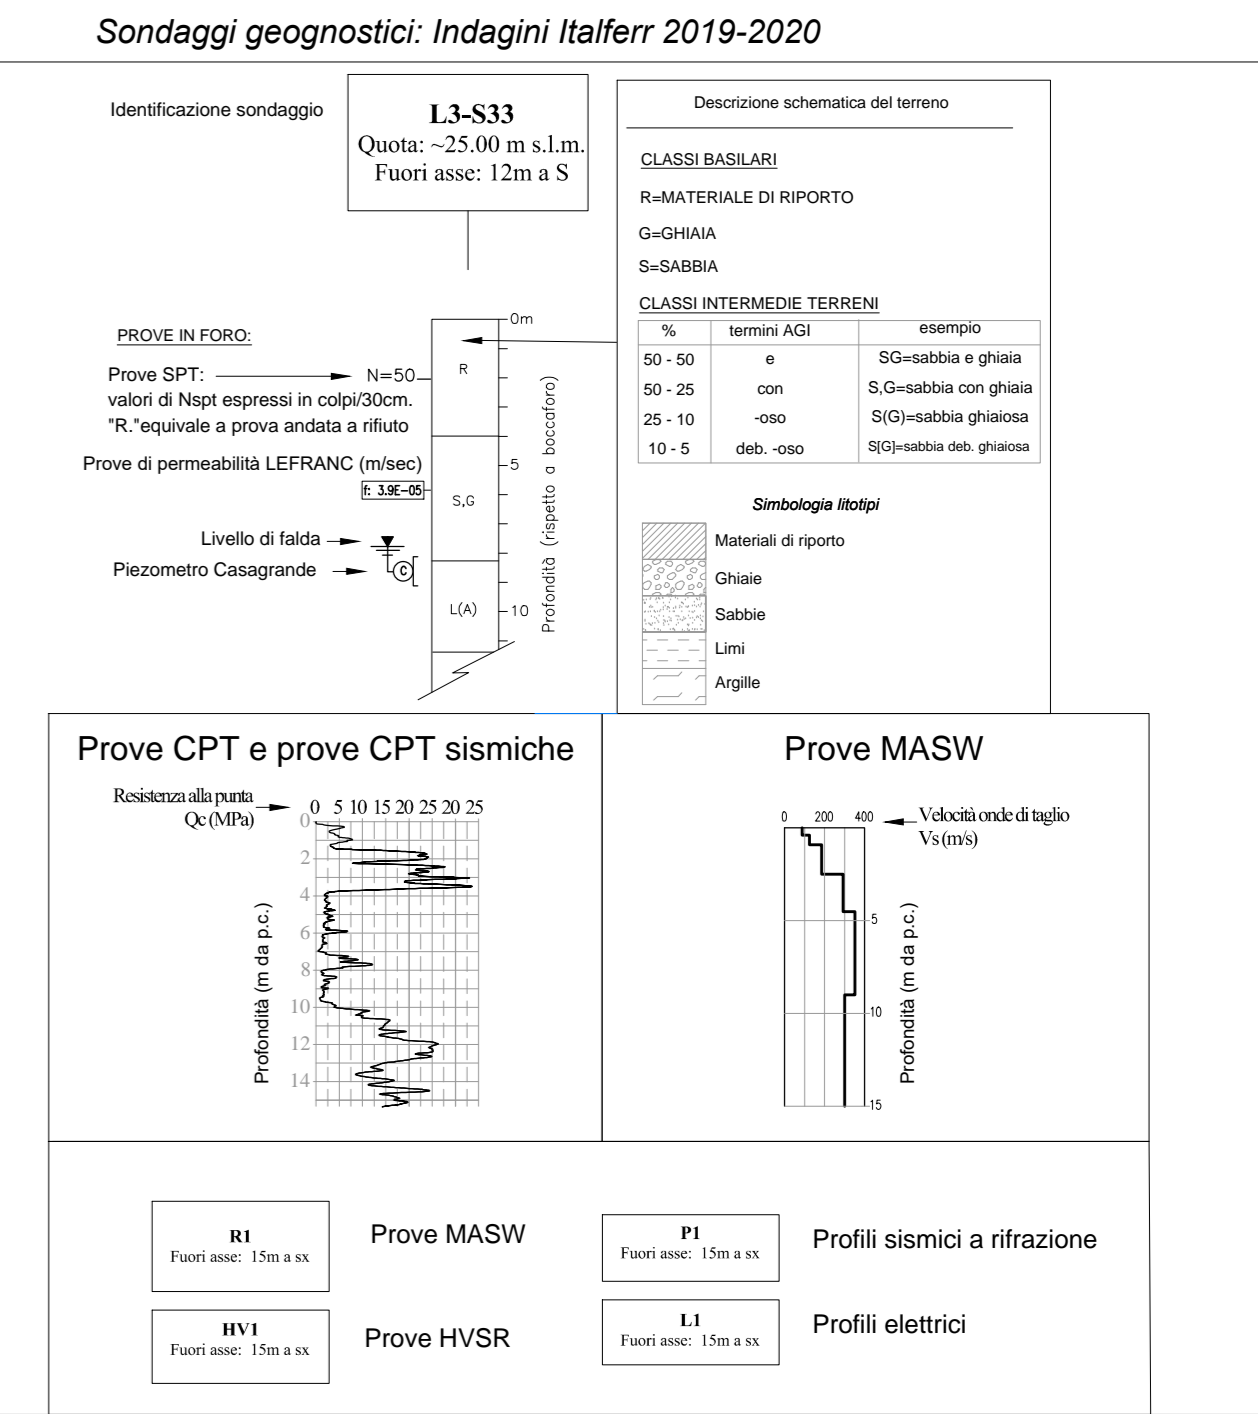 Sondaggi geognostici: Indagini Italferr 2019-2020
Identificazione sondaggio
L3-S33
Quota: ~25.00 m s.l.m.
Fuori asse: 12m a S
Descrizione schematica del terreno
CLASSI BASILARI
R=MATERIALE DI RIPORTO
G=GHIAIA
S=SABBIA
CLASSI INTERMEDIE TERRENI
% termini AGI esempio
50 - 50 e SG=sabbia e ghiaia
50 - 25 con S,G=sabbia con ghiaia
25 - 10 -oso S(G)=sabbia ghiaiosa
10 - 5 deb. -oso S[G]=sabbia deb. ghiaiosa
Simbologia litotipi
Materiali di riporto
Ghiaie
Sabbie
Limi
Argille
PROVE IN FORO:
Prove SPT:
valori di Nspt espressi in colpi/30cm.
"R."equivale a prova andata a rifiuto
N=50
Prove di permeabilità LEFRANC (m/sec)
f: 3.9E-05
Livello di falda
Piezometro Casagrande
C
R
S,G
L(A)
0m
5
10
Profondità (rispetto a boccaforo)
Prove CPT e prove CPT sismiche
Resistenza alla punta
Qc (MPa)
0 5 10 15 20 25 20 25
0
2
4
6
8
10
12
14
Profondità (m da p.c.)
Prove MASW
0 200 400
Velocità onde di taglio
Vs (m/s)
5
10
15
Profondità (m da p.c.)
R1
Fuori asse: 15m a sx
Prove MASW
P1
Fuori asse: 15m a sx
Profili sismici a rifrazione
HV1
Fuori asse: 15m a sx
Prove HVSR
L1
Fuori asse: 15m a sx
Profili elettrici